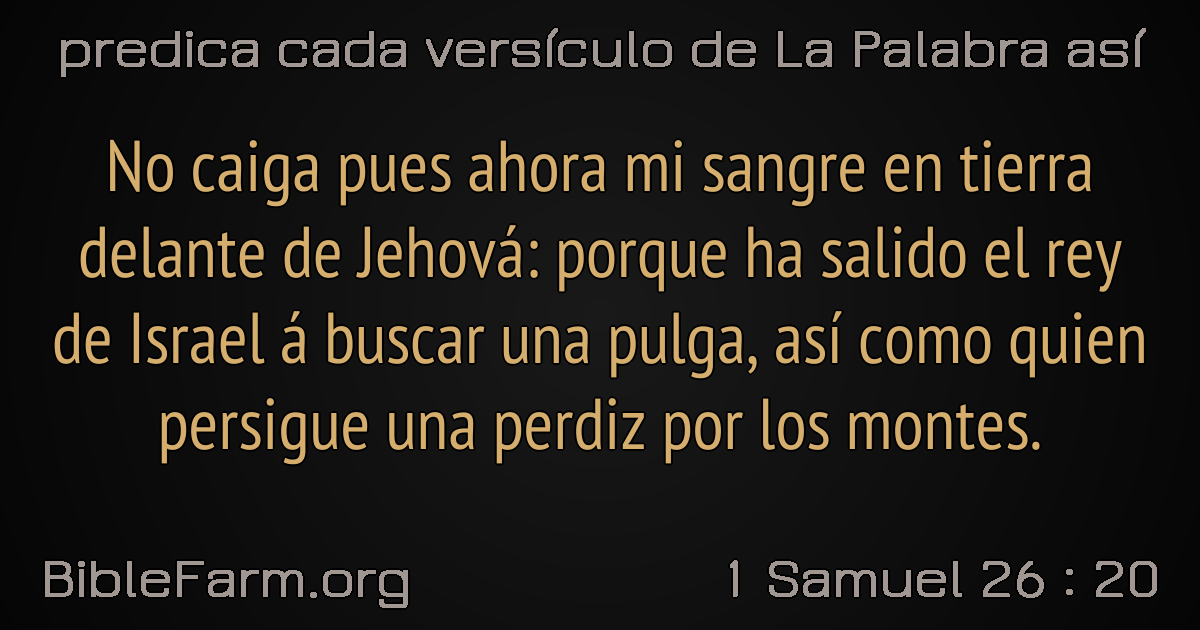 predica cada versículo de La Palabra así
No caiga pues ahora mi sangre en tierra
delante de Jehová: porque ha salido el rey
de Israel á buscar una pulga, así como quien
persigue una perdiz por los montes.
BibleFarm.org
1 Samuel 26 : 20